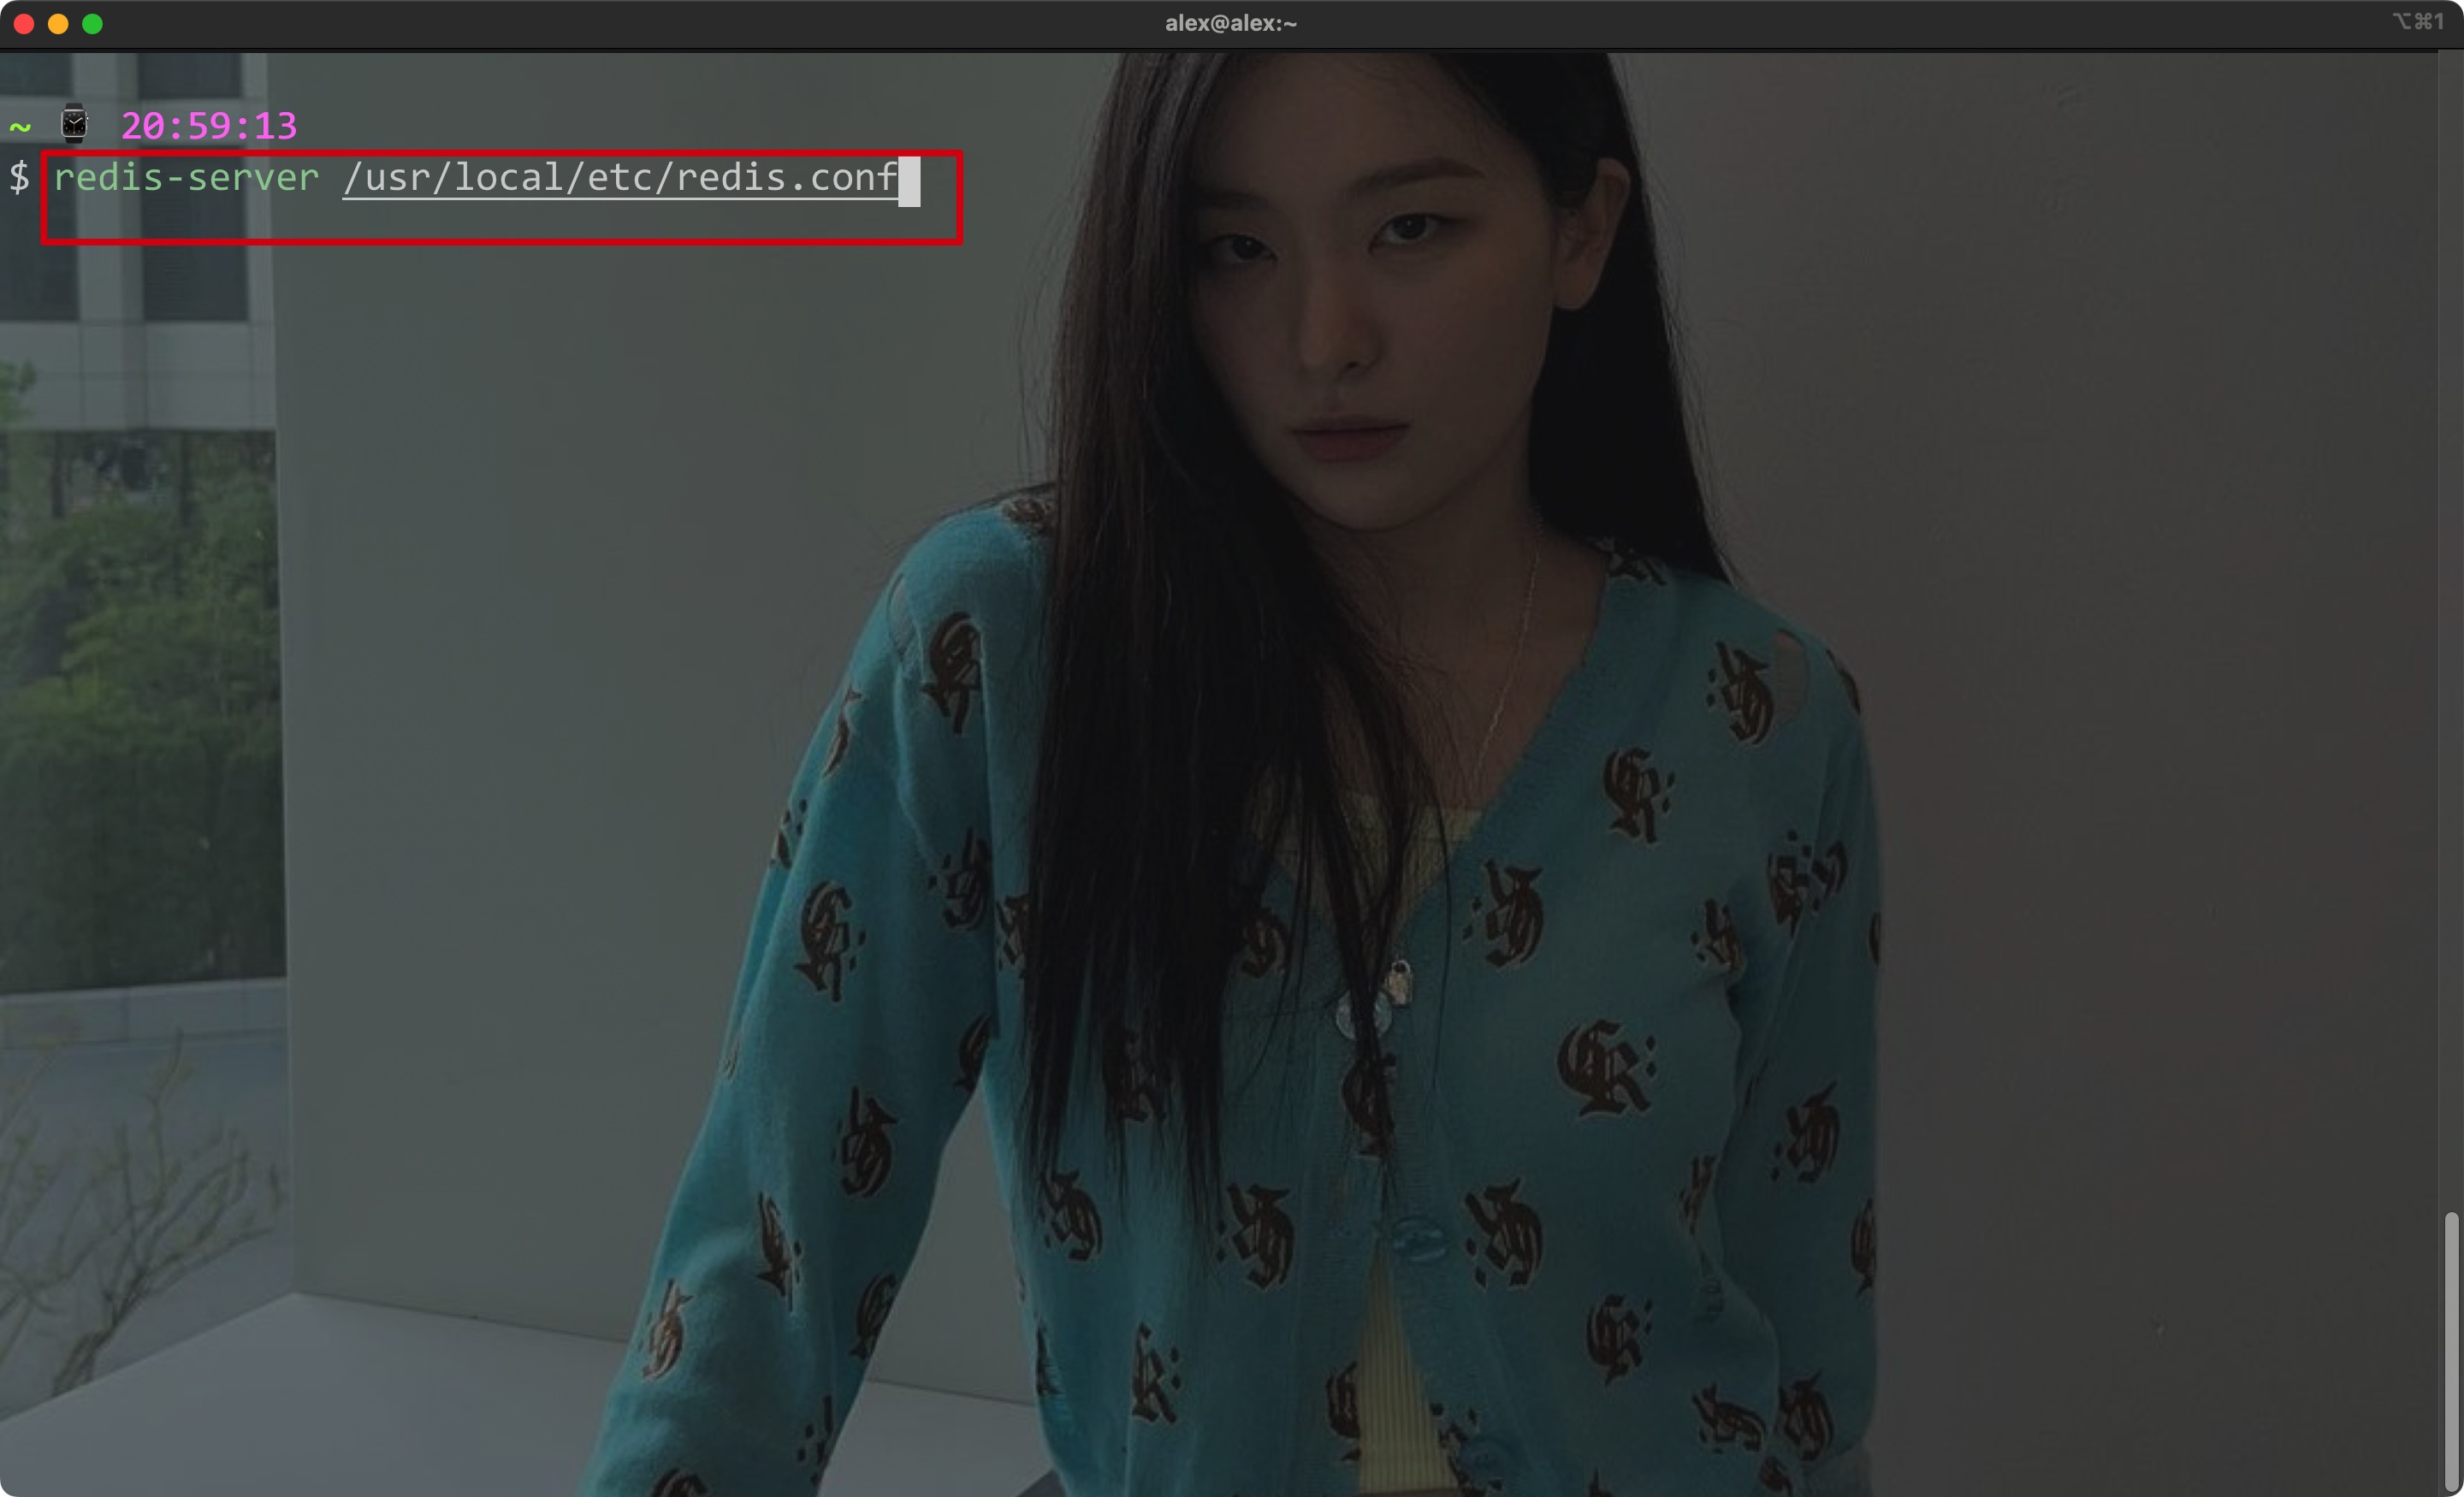 alex@alex:~
⌥⌘1
~ ⌚ 20:59:13
$ redis-server /usr/local/etc/redis.conf